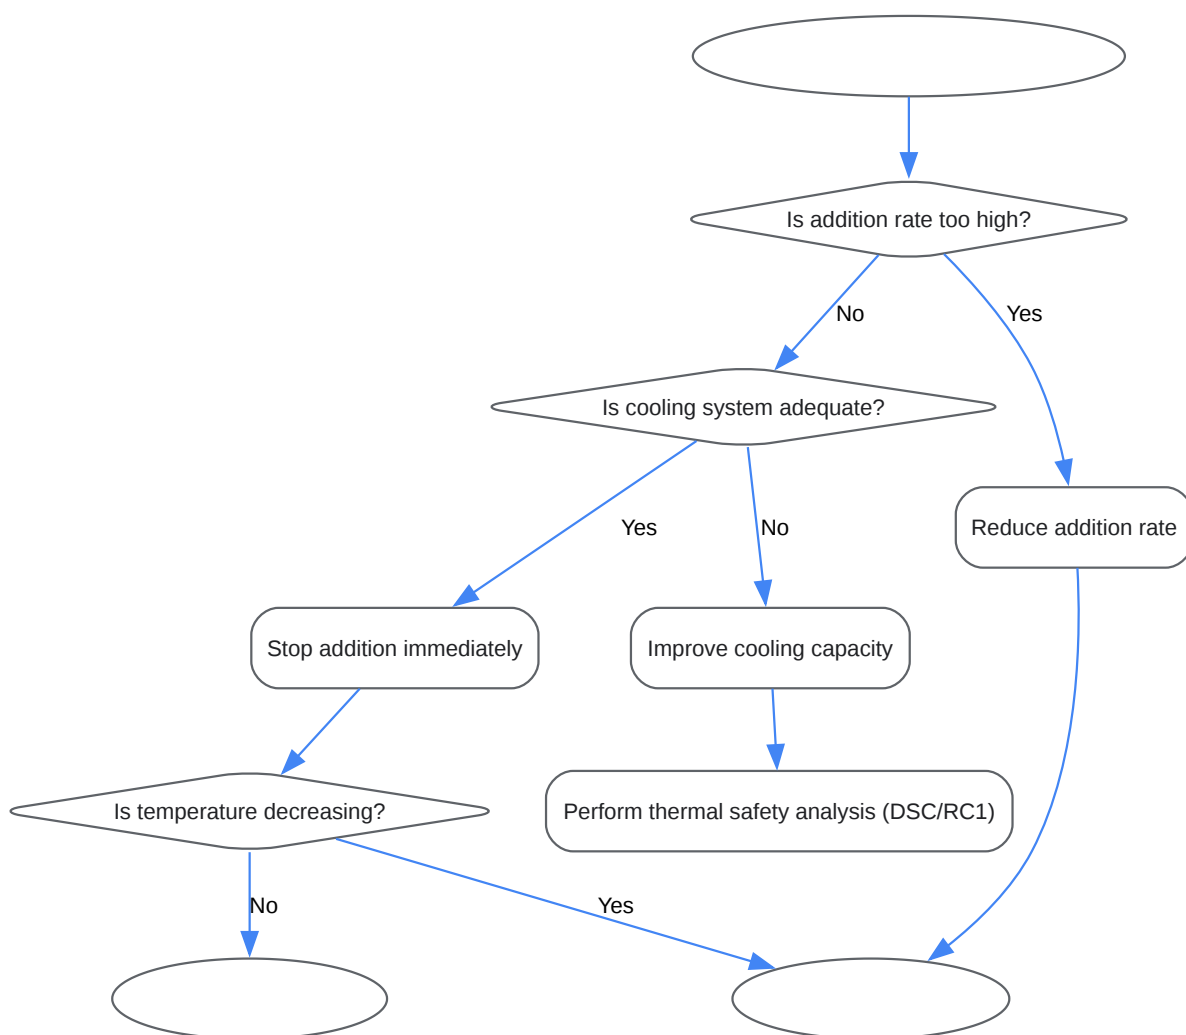 Is addition rate too high?
No
Yes
Is cooling system adequate?
Yes
No
Reduce addition rate
Stop addition immediately
Improve cooling capacity
Is temperature decreasing?
Perform thermal safety analysis (DSC/RC1)
No
Yes